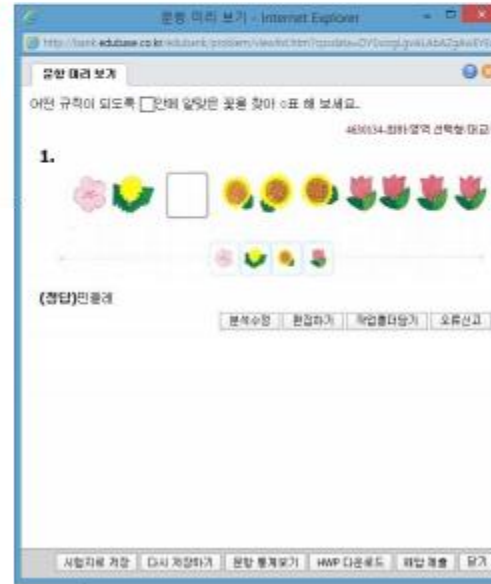 문항 미리 보기 - Internet Explorer
문항 미리 보기
어떤 규칙이 되도록 □안에 알맞은 꽃을 찾아 ○표 해 보세요.
1.
(정답)민들레
분석수정 편집하기 작업폴더담기 오류신고
시험지로 저장 다시 저장하기 문항 통계보기 HWP 다운로드 닫기